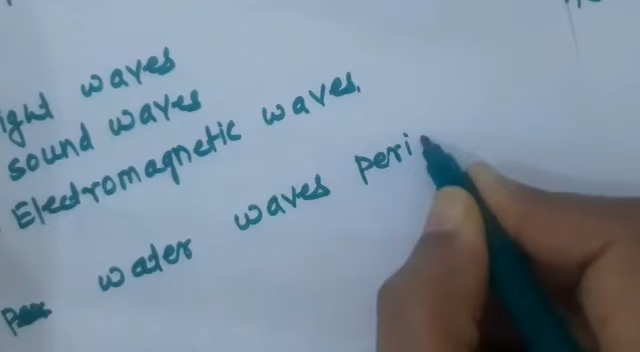 ight waves
sound waves
Electromagnetic waves.
water waves peri